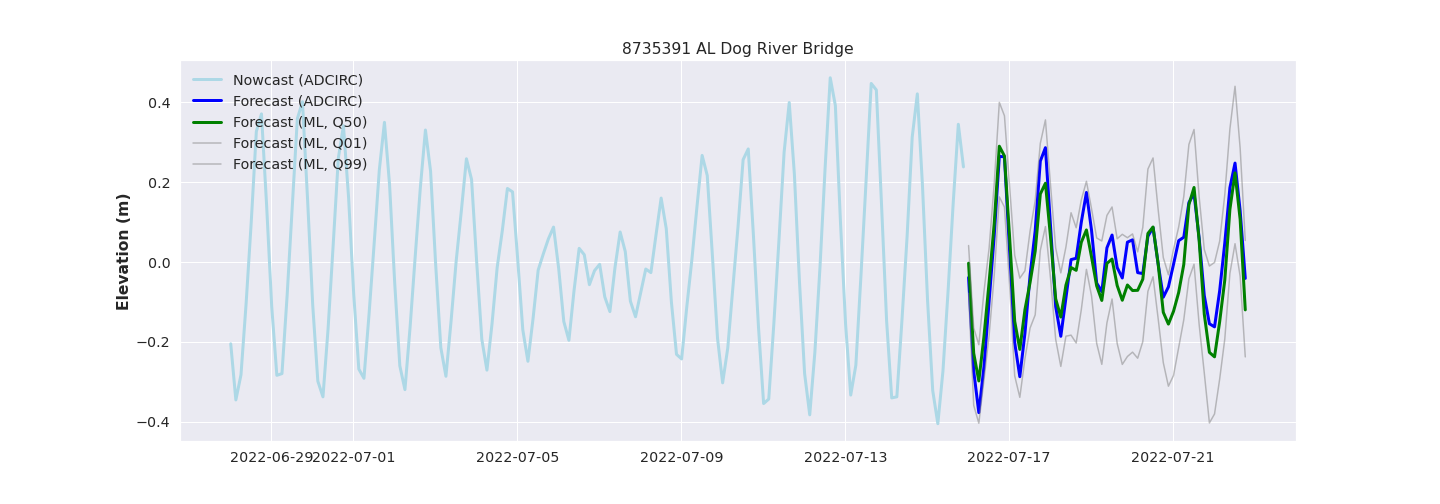 8735391 AL Dog River Bridge
Nowcast (ADCIRC)
Forecast (ADCIRC)
Forecast (ML, Q50)
Forecast (ML, Q01)
Forecast (ML, Q99)
Elevation (m)
0.4
0.2
0.0
−0.2
−0.4
2022-06-29 2022-07-01 2022-07-05 2022-07-09 2022-07-13 2022-07-17 2022-07-21